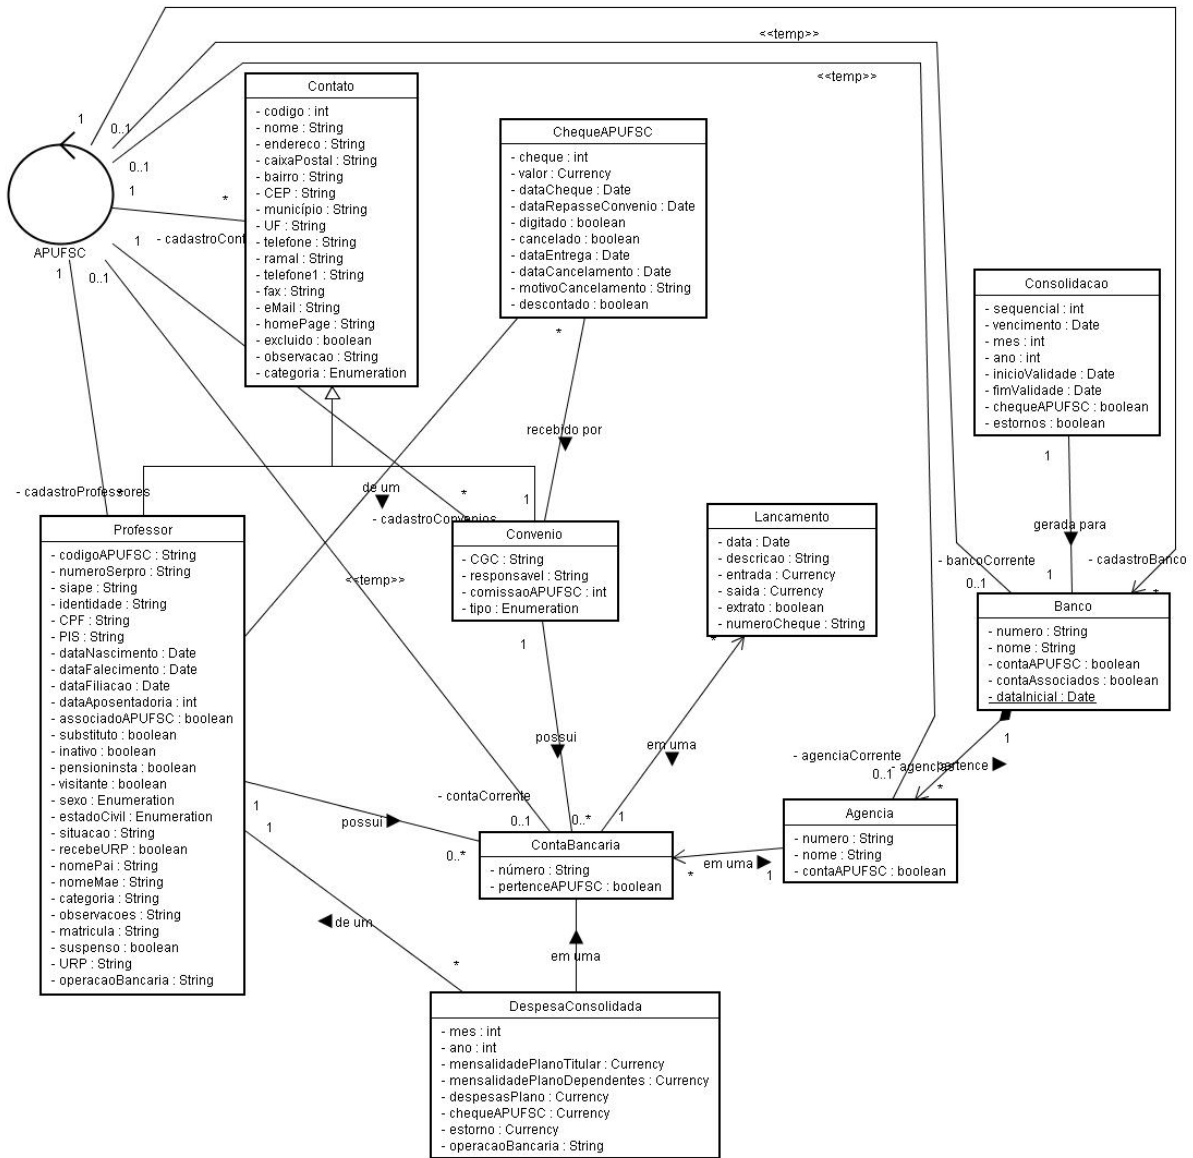 <<temp>>
<<temp>>
1
0..1
0..1
1
*
- cadastroConf
1
APUFSC
1
0..1
Contato
- codigo : int
- nome : String
- endereco : String
- caixaPostal : String
- bairro : String
- CEP : String
- município : String
- UF : String
- telefone : String
- ramal : String
- telefone1 : String
- fax : String
- eMail : String
- homePage : String
- excluido : boolean
- observacao : String
- categoria : Enumeration
ChequeAPUFSC
- cheque : int
- valor : Currency
- dataCheque : Date
- dataRepasseConvenio : Date
- digitado : boolean
- cancelado : boolean
- dataEntrega : Date
- dataCancelamento : Date
- motivoCancelamento : String
- descontado : boolean
*
recebido por
1
Consolidacao
- sequencial : int
- vencimento : Date
- mes : int
- ano : int
- inicioValidade : Date
- fimValidade : Date
- chequeAPUFSC : boolean
- estornos : boolean
1
gerada para
1
- cadastroProfessores
de um
*
- cadastroConvenios
<<temp>>
Professor
- codigoAPUFSC : String
- numeroSerpro : String
- siape : String
- identidade : String
- CPF : String
- PIS : String
- dataNascimento : Date
- dataFalecimento : Date
- dataFiliacao : Date
- dataAposentadoria : int
- associadoAPUFSC : boolean
- substituto : boolean
- inativo : boolean
- pensioninsta : boolean
- visitante : boolean
- sexo : Enumeration
- estadoCivil : Enumeration
- situacao : String
- recebeURP : boolean
- nomePai : String
- nomeMae : String
- categoria : String
- observacoes : String
- matricula : String
- suspenso : boolean
- URP : String
- operacaoBancaria : String
Convenio
- CGC : String
- responsavel : String
- comissaoAPUFSC : int
- tipo : Enumeration
1
possui
0..*
Lancamento
- data : Date
- descricao : String
- entrada : Currency
- saida : Currency
- extrato : boolean
- numeroCheque : String
*
em uma
1
- bancoCorrente
0..1
- cadastroBanco
*
Banco
- numero : String
- nome : String
- contaAPUFSC : boolean
- contaAssociados : boolean
- dataInicial : Date
1
- agenciaCorrente
0..1
- agencias
pertence
*
Agencia
- numero : String
- nome : String
- contaAPUFSC : boolean
em uma
1
*
- contaCorrente
0..1
1
possui
0..*
ContaBancaria
- número : String
- pertenceAPUFSC : boolean
1
de um
*
em uma
DespesaConsolidada
- mes : int
- ano : int
- mensalidadePlanoTitular : Currency
- mensalidadePlanoDependentes : Currency
- despesasPlano : Currency
- chequeAPUFSC : Currency
- estorno : Currency
- operacaoBancaria : String